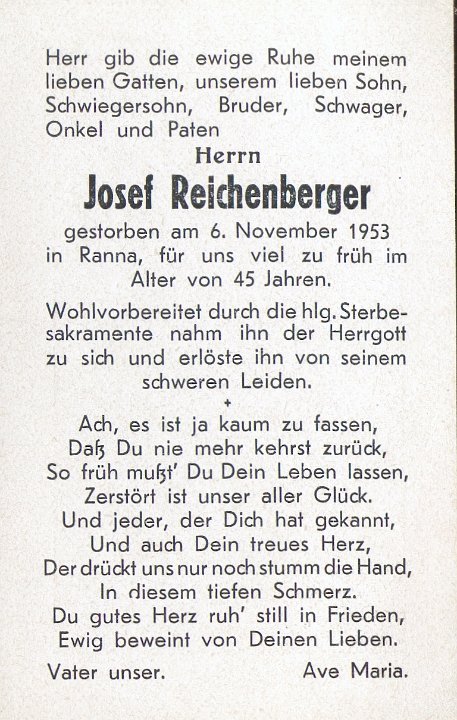 Herr gib die ewige Ruhe meinem
lieben Gatten, unserem lieben Sohn,
Schwiegersohn, Bruder, Schwager,
Onkel und Paten
Herrn
Josef Reichenberger
gestorben am 6. November 1953
in Ranna, für uns viel zu früh im
Alter von 45 Jahren.
Wohlvorbereitet durch die hlg. Sterbe-
sakramente nahm ihn der Herrgott
zu sich und erlöste ihn von seinem
schweren Leiden.
+
Ach, es ist ja kaum zu fassen,
Daß Du nie mehr kehrst zurück,
So früh mußt' Du Dein Leben lassen,
Zerstört ist unser aller Glück.
Und jeder, der Dich hat gekannt,
Und auch Dein treues Herz,
Der drückt uns nur noch stumm die Hand,
In diesem tiefen Schmerz.
Du gutes Herz ruh' still in Frieden,
Ewig beweint von Deinen Lieben.
Vater unser. Ave Maria.